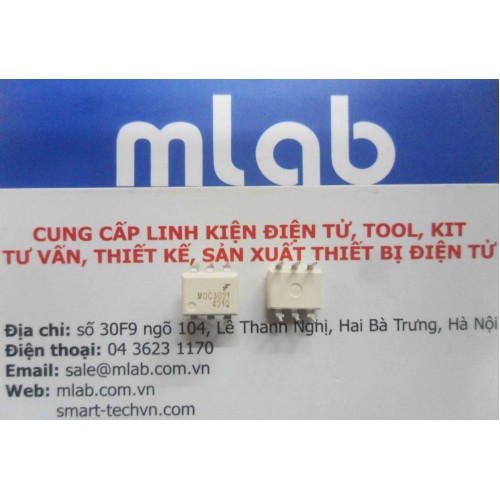 mlab
CUNG CẤP LINH KIỆN ĐIỆN TỬ, TOOL, KIT
TƯ VẤN, THIẾT KẾ, SẢN XUẤT THIẾT BỊ ĐIỆN TỬ
MOC3021
Địa chỉ: số 30F9 ngõ 104, Lê Thanh Nghị, Hai Bà Trưng, Hà Nội
Điện thoại: 04 3623 1170
Email: sale@mlab.com.vn
Web: mlab.com.vn
smart-techvn.com